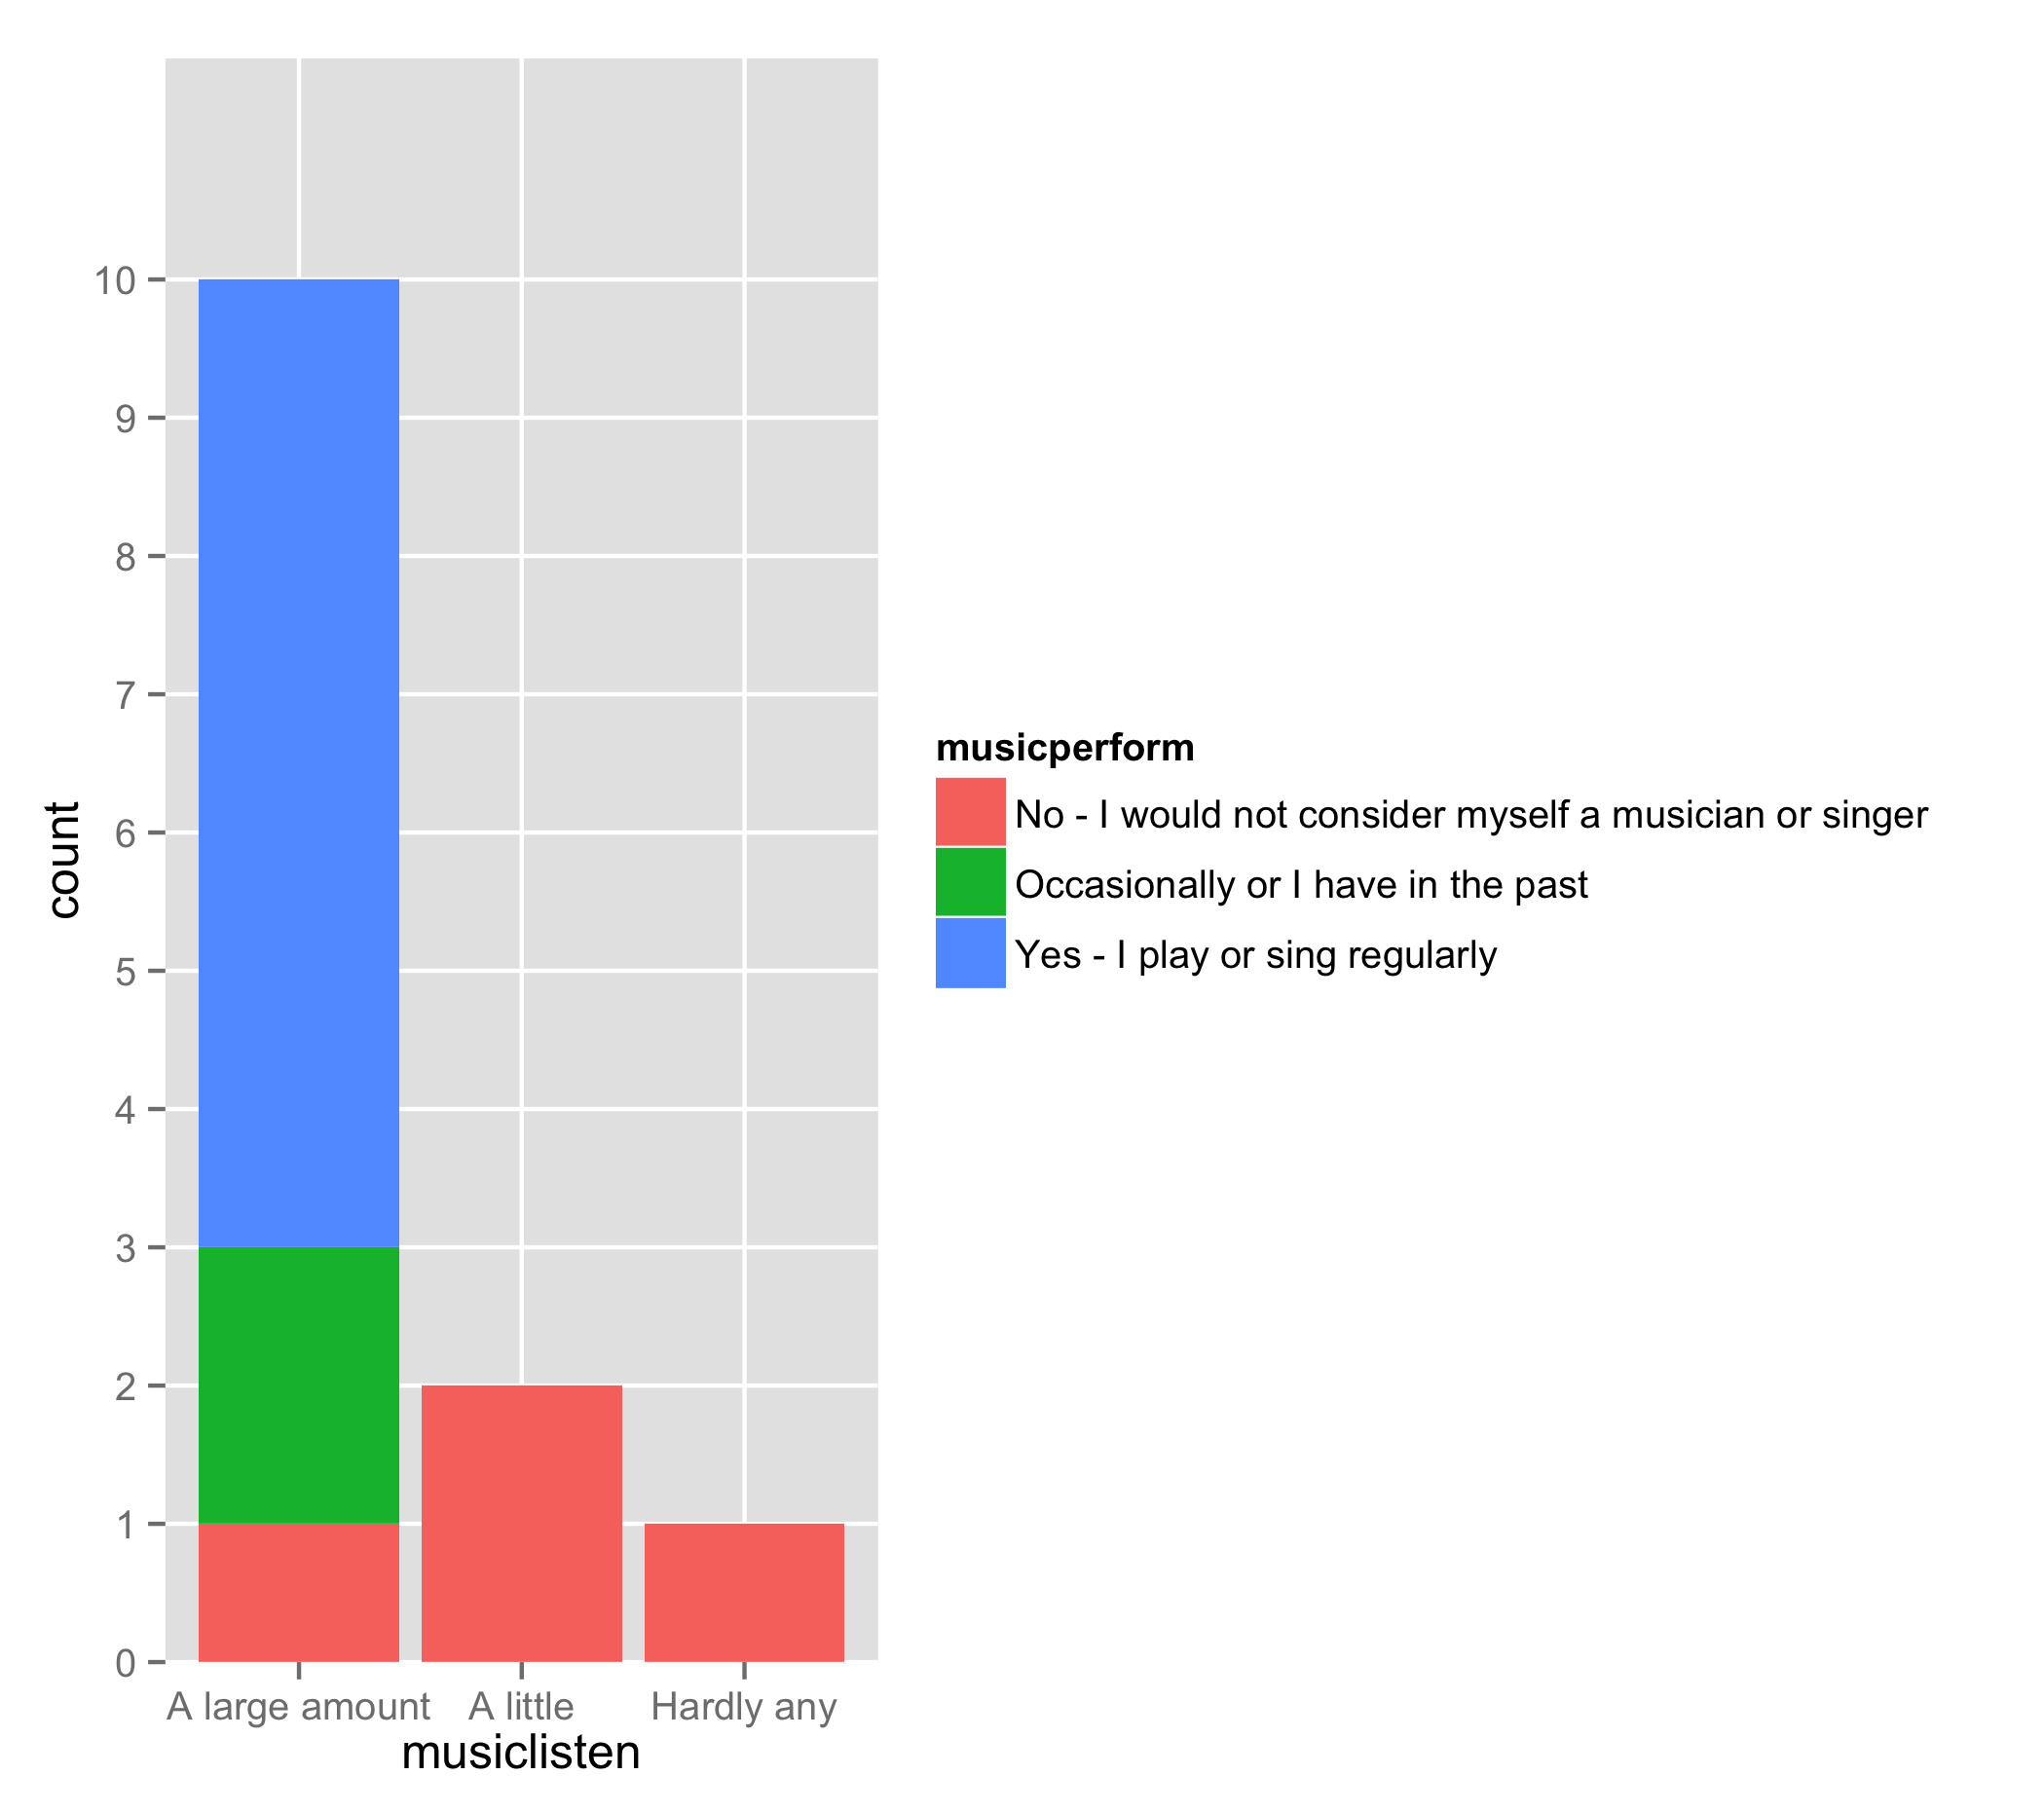 count
10
9
8
7
6
5
4
3
2
1
0
A large amount
A little
Hardly any
musiclisten
musicperform
No - I would not consider myself a musician or singer
Occasionally or I have in the past
Yes - I play or sing regularly